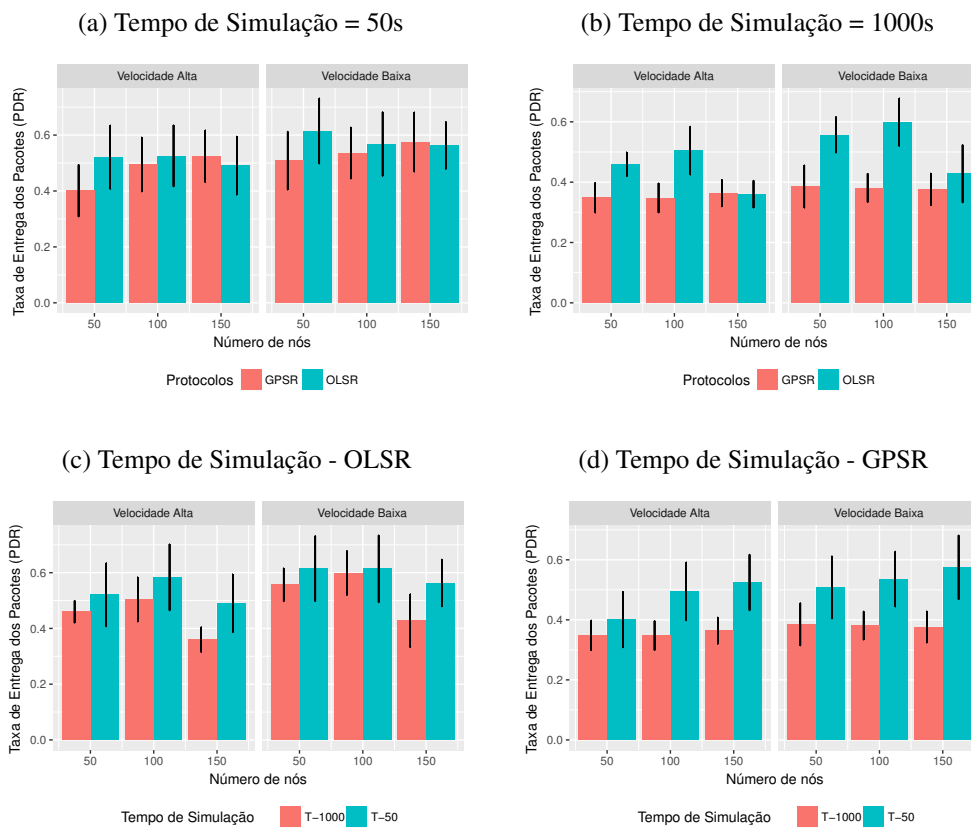 (a) Tempo de Simulação = 50s
Velocidade Alta
Velocidade Baixa
Taxa de Entrega dos Pacotes (PDR)
0.6
0.4
0.2
0.0
50
100
150
50
100
150
Número de nós
Protocolos
GPSR
OLSR
(b) Tempo de Simulação = 1000s
Velocidade Alta
Velocidade Baixa
Taxa de Entrega dos Pacotes (PDR)
0.6
0.4
0.2
0.0
50
100
150
50
100
150
Número de nós
Protocolos
GPSR
OLSR
(c) Tempo de Simulação - OLSR
Velocidade Alta
Velocidade Baixa
Taxa de Entrega dos Pacotes (PDR)
0.6
0.4
0.2
0.0
50
100
150
50
100
150
Número de nós
Tempo de Simulação
T−1000
T−50
(d) Tempo de Simulação - GPSR
Velocidade Alta
Velocidade Baixa
Taxa de Entrega dos Pacotes (PDR)
0.6
0.4
0.2
0.0
50
100
150
50
100
150
Número de nós
Tempo de Simulação
T−1000
T−50